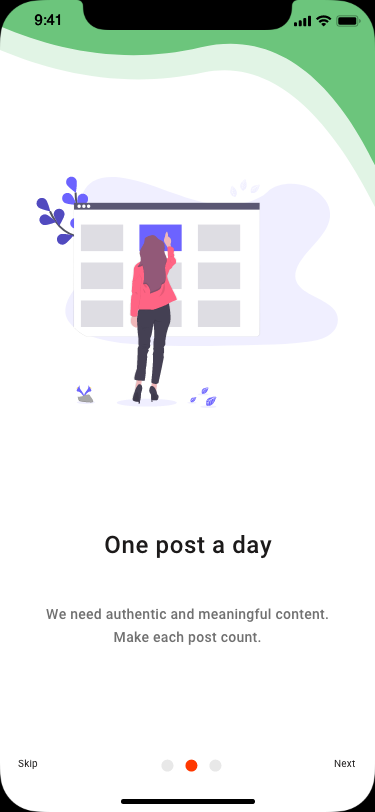 9:41
One post a day
We need authentic and meaningful content.
Make each post count.
Skip
Next